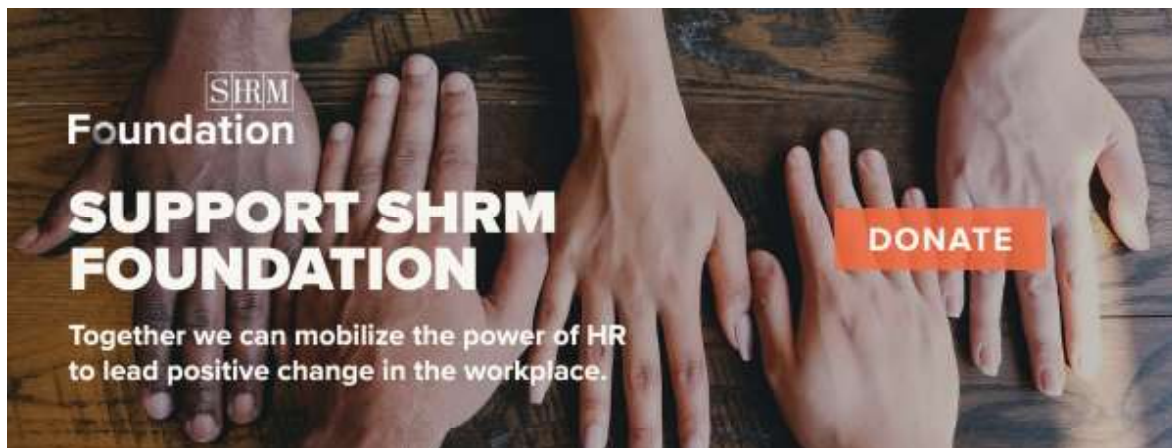 SHRM
Foundation
SUPPORT SHRM
FOUNDATION
Together we can mobilize the power of HR
to lead positive change in the workplace.
DONATE